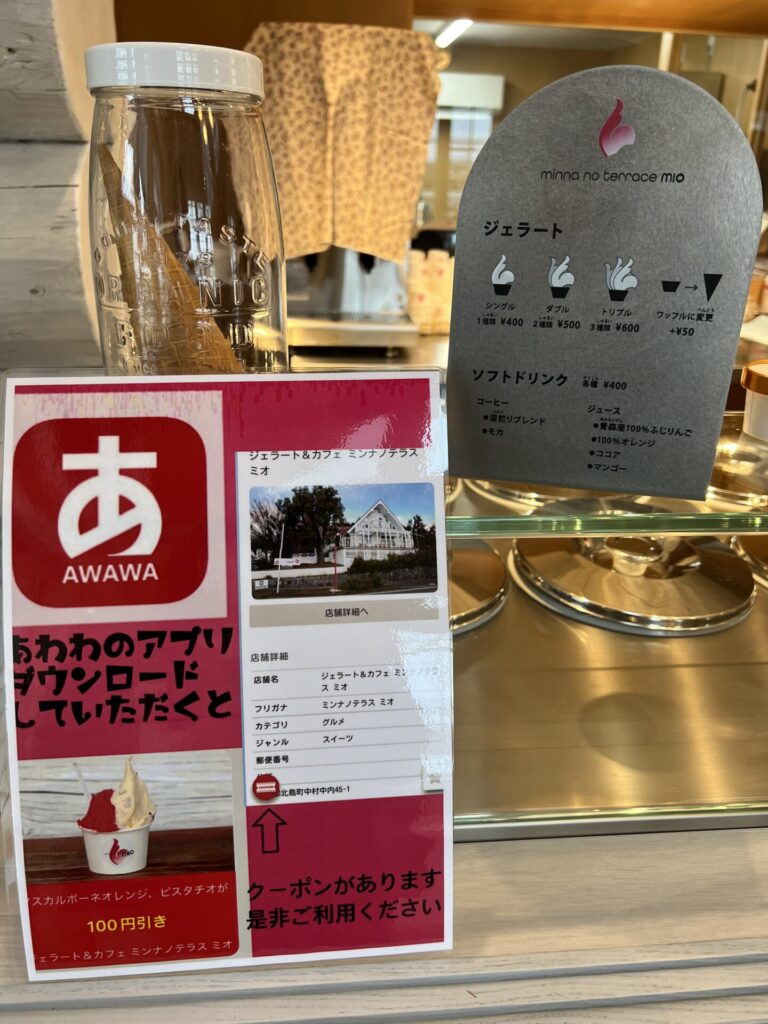 TASTE
ORGANIC
minna no terrace MIO
ジェラート
シングル
1種類 ¥400
ダブル
2種類 ¥500
トリプル
3種類 ¥600
ワッフルに変更
+¥50
ソフトドリンク 各種 ¥400
コーヒー
●深煎りブレンド
●モカ
ジュース
●青森産100%ふじりんご
●100%オレンジ
●ココア
●マンゴー
あ
AWAWA
あわわのアプリ
ダウンロード
していただくと
マスカルポーネオレンジ、ピスタチオが
100円引き
ジェラート&カフェ ミンナノテラス ミオ
ジェラート&カフェ ミンナノテラス
ミオ
店舗詳細へ
店舗詳細
店舗名 ジェラート&カフェ ミンナノテラ
ス ミオ
フリガナ ミンナノテラス ミオ
カテゴリ グルメ
ジャンル スイーツ
郵便番号
北島町中村中内45-1
クーポンがあります
是非ご利用ください